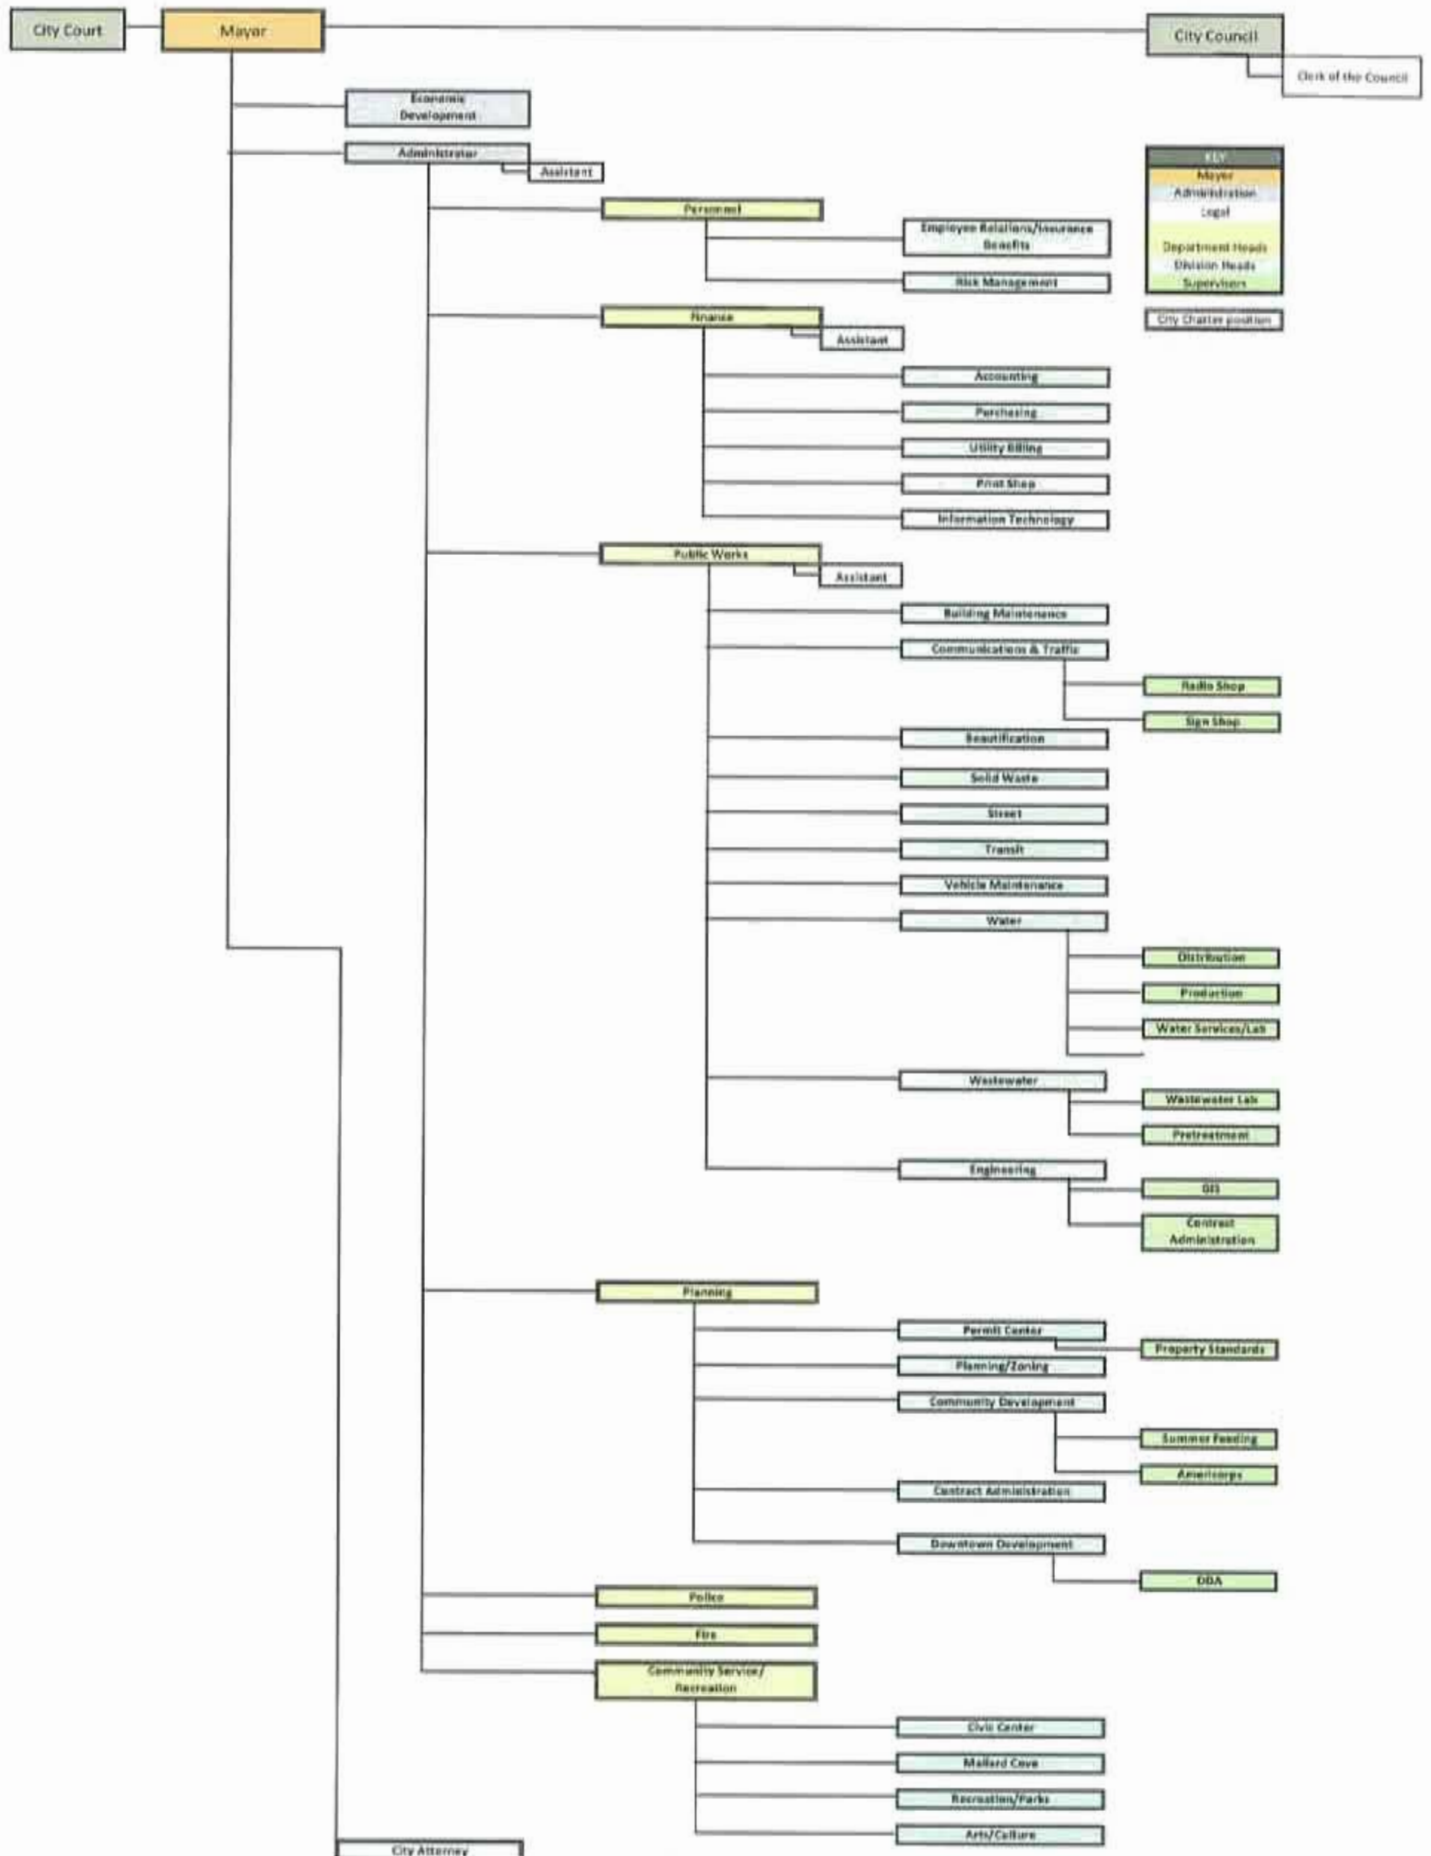 City Court
Mayor
City Council
Clerk of the Council
Economic
Development
Administrator
Assistant
KEY
Mayor
Administration
Legal
Department Heads
Division Heads
Supervisors
City Charter position
Personnel
Employee Relations/Insurance
Benefits
Risk Management
Finance
Assistant
Accounting
Purchasing
Utility Billing
Print Shop
Information Technology
Public Works
Assistant
Building Maintenance
Communications & Traffic
Radio Shop
Sign Shop
Beautification
Solid Waste
Street
Transit
Vehicle Maintenance
Water
Distribution
Production
Water Services/Lab
Wastewater
Wastewater Lab
Pretreatment
Engineering
GIS
Contract
Administration
Planning
Permit Center
Property Standards
Planning/Zoning
Community Development
Summer Feeding
Americorps
Contract Administration
Downtown Development
DDA
Police
Fire
Community Service/
Recreation
Civic Center
Mallard Cove
Recreation/Parks
Arts/Culture
City Attorney